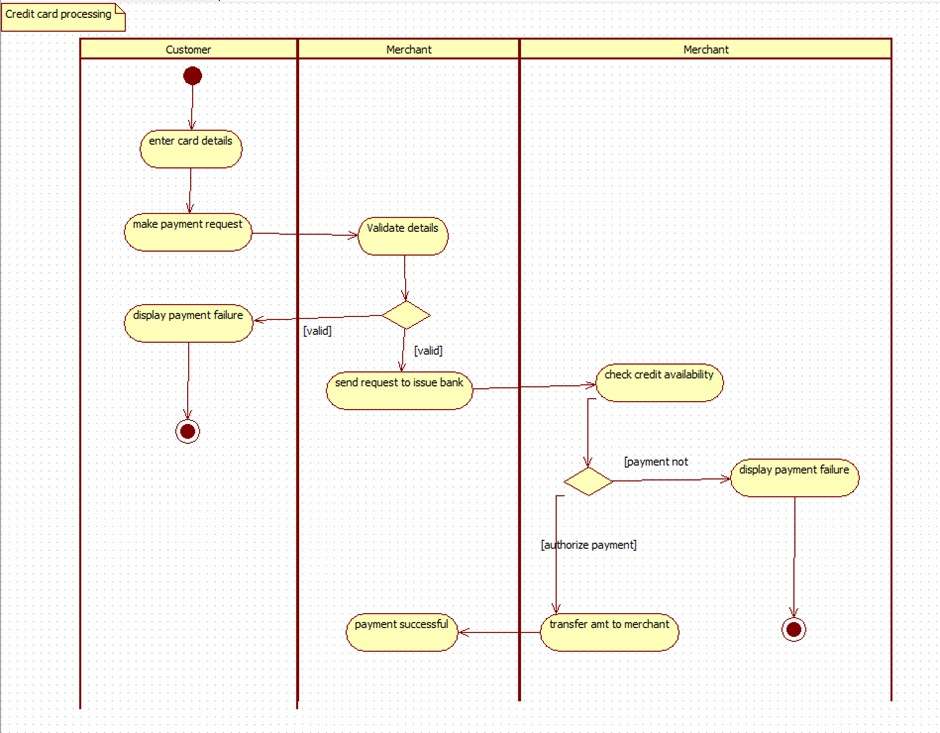 Credit card processing
Customer
Merchant
Merchant
enter card details
make payment request
Validate details
display payment failure
[valid]
[valid]
send request to issue bank
check credit availability
[payment not
display payment failure
[authorize payment]
payment successful
transfer amt to merchant